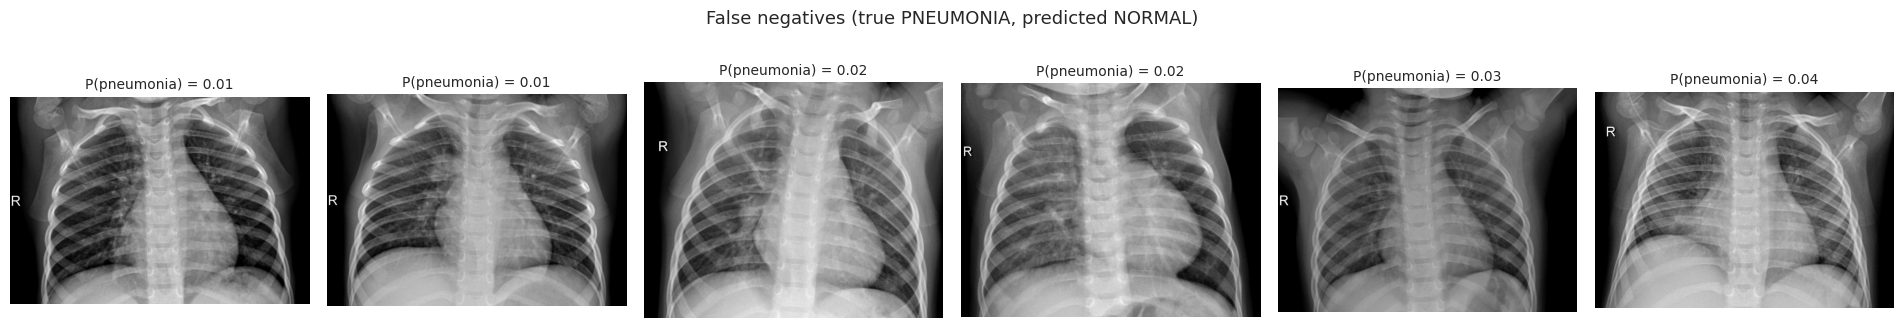 False negatives (true PNEUMONIA, predicted NORMAL)
P(pneumonia) = 0.01
P(pneumonia) = 0.01
P(pneumonia) = 0.02
P(pneumonia) = 0.02
P(pneumonia) = 0.03
P(pneumonia) = 0.04
R
R
R
R
R
R